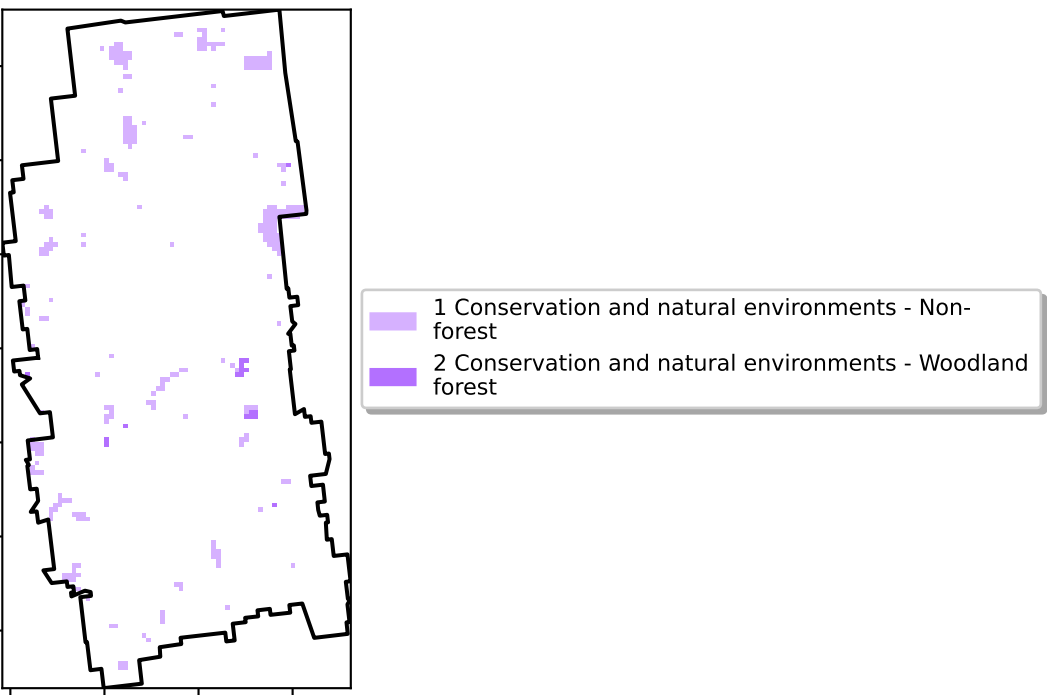 1 Conservation and natural environments - Non-
forest
2 Conservation and natural environments - Woodland
forest